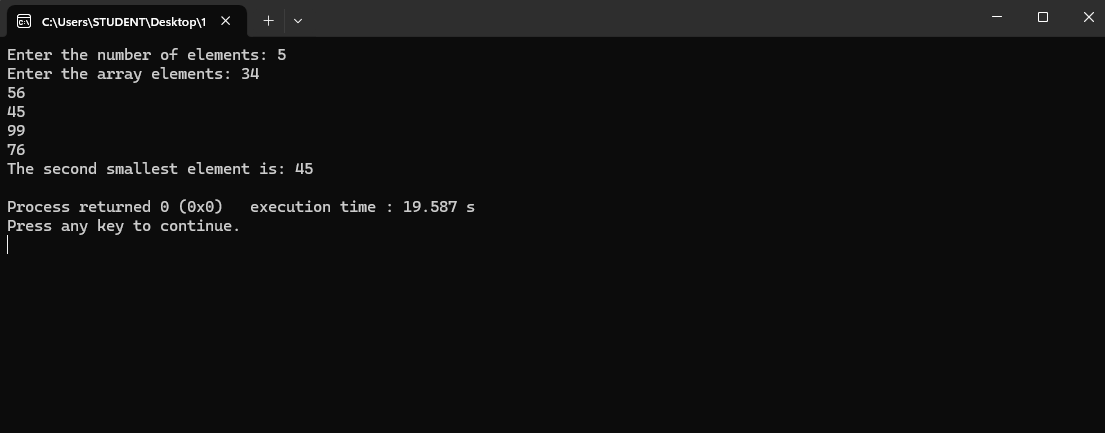 C:\Users\STUDENT\Desktop\1
Enter the number of elements: 5
Enter the array elements: 34
56
45
99
76
The second smallest element is: 45
Process returned 0 (0x0)   execution time : 19.587 s
Press any key to continue.